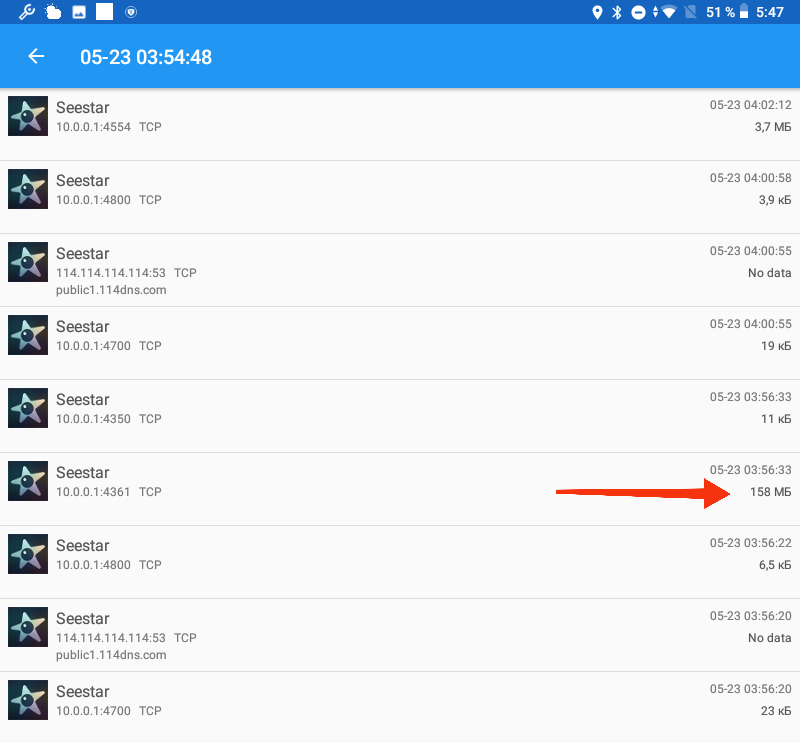 51 % 5:47
05-23 03:54:48
Seestar 05-23 04:02:12
10.0.0.1:4554 TCP 3,7 МБ
Seestar 05-23 04:00:58
10.0.0.1:4800 TCP 3,9 кБ
Seestar 05-23 04:00:55
114.114.114.114:53 TCP No data
public1.114dns.com
Seestar 05-23 04:00:55
10.0.0.1:4700 TCP 19 кБ
Seestar 05-23 03:56:33
10.0.0.1:4350 TCP 11 кБ
Seestar 05-23 03:56:33
10.0.0.1:4361 TCP 158 МБ
Seestar 05-23 03:56:22
10.0.0.1:4800 TCP 6,5 кБ
Seestar 05-23 03:56:20
114.114.114.114:53 TCP No data
public1.114dns.com
Seestar 05-23 03:56:20
10.0.0.1:4700 TCP 23 кБ